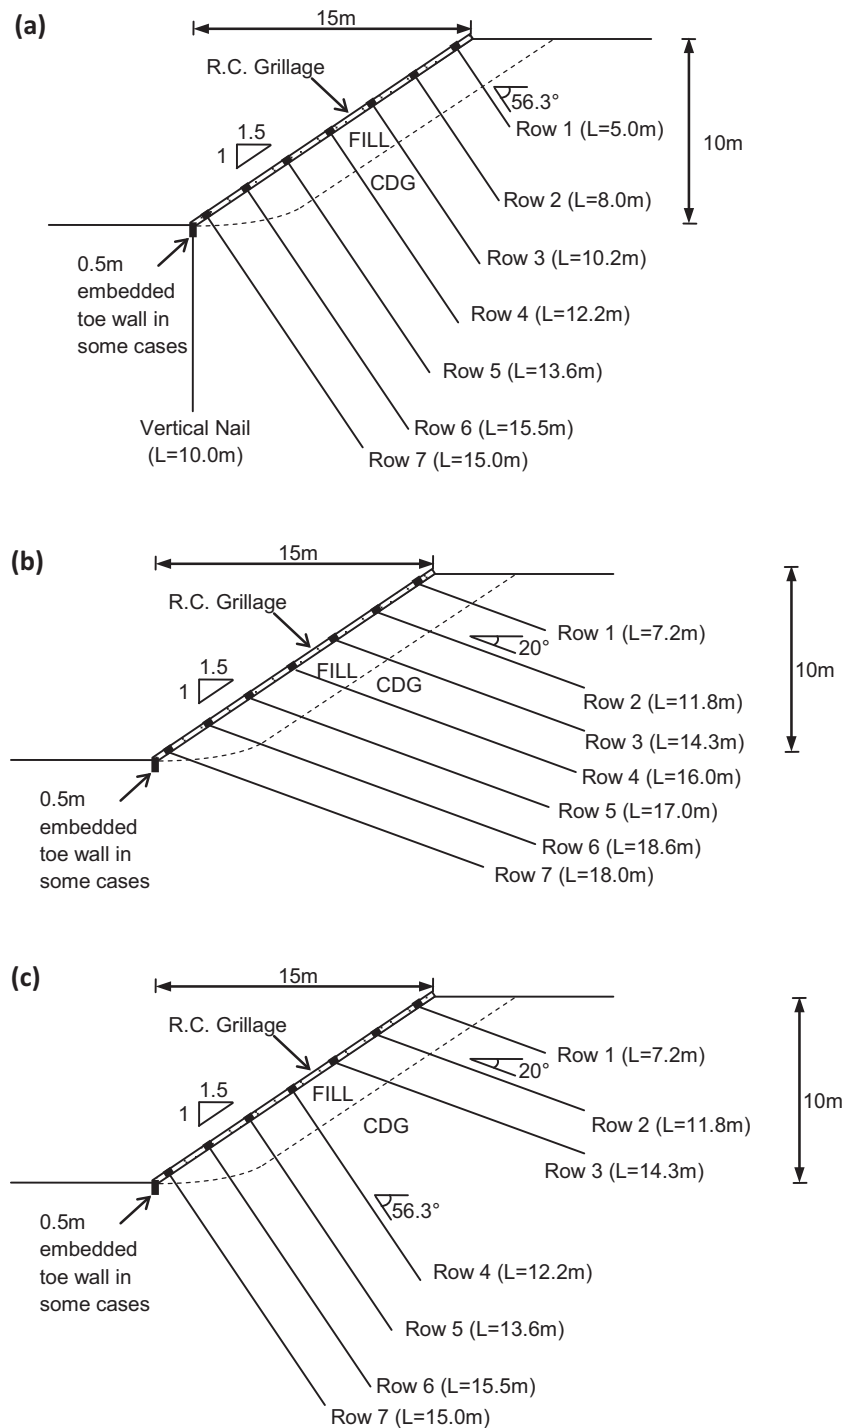 (a)
15m
R.C. Grillage
56.3°
Row 1 (L=5.0m)
1.5
1
FILL
10m
CDG
Row 2 (L=8.0m)
0.5m
embedded
toe wall in
some cases
Row 3 (L=10.2m)
Row 4 (L=12.2m)
Row 5 (L=13.6m)
Vertical Nail
(L=10.0m)
Row 6 (L=15.5m)
Row 7 (L=15.0m)
(b)
15m
R.C. Grillage
Row 1 (L=7.2m)
20°
1.5
1
FILL
CDG
10m
Row 2 (L=11.8m)
Row 3 (L=14.3m)
Row 4 (L=16.0m)
0.5m
embedded
toe wall in
some cases
Row 5 (L=17.0m)
Row 6 (L=18.6m)
Row 7 (L=18.0m)
(c)
15m
R.C. Grillage
Row 1 (L=7.2m)
20°
1.5
1
FILL
10m
CDG
Row 2 (L=11.8m)
Row 3 (L=14.3m)
56.3°
0.5m
embedded
toe wall in
some cases
Row 4 (L=12.2m)
Row 5 (L=13.6m)
Row 6 (L=15.5m)
Row 7 (L=15.0m)